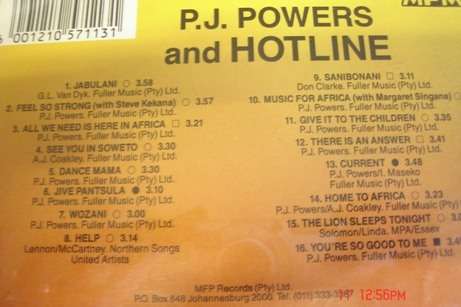 6 001210 571131
MFM
P.J. POWERS
and HOTLINE
1. JABULANI ○ 3.58
G.L. Van Dyk. Fuller Music (Pty) Ltd.
2. FEEL SO STRONG (with Steve Kekana) ○ 3.57
P.J. Powers. Fuller Music (Pty) Ltd.
3. ALL WE NEED IS HERE IN AFRICA ○ 3.21
P.J. Powers. Fuller Music (Pty) Ltd.
4. SEE YOU IN SOWETO ○ 3.30
A.J. Coakley. Fuller Music (Pty) Ltd.
5. DANCE MAMA ○ 3.30
P.J. Powers. Fuller Music (Pty) Ltd.
6. JIVE PANTSULA ● 3.10
P.J. Powers. Fuller Music (Pty) Ltd.
7. WOZANI ○ 3.00
P.J. Powers. Fuller Music (Pty) Ltd.
8. HELP ○ 3.14
Lennon/McCartney. Northern Songs
United Artists
9. SANIBONANI ○ 3.11
Don Clarke. Fuller Music (Pty) Ltd.
10. MUSIC FOR AFRICA (with Margaret Singana)
P.J. Powers. Fuller Music (Pty) Ltd.
11. GIVE IT TO THE CHILDREN ○ 3.35
P.J. Powers. Fuller Music (Pty) Ltd.
12. THERE IS AN ANSWER ○ 3.41
P.J. Powers. Fuller Music (Pty) Ltd.
13. CURRENT ● 3.48
P.J. Powers/I. Maseko
Fuller Music (Pty) Ltd.
14. HOME TO AFRICA ○ 3.23
P.J. Powers/A.J. Coakley. Fuller Music (Pty) Ltd.
15. THE LION SLEEPS TONIGHT ○
Solomon/Linda. MPA/Essex
16. YOU'RE SO GOOD TO ME ■
P.J. Powers. Fuller Music (Pty) Ltd.
MFP Records (Pty) Ltd.
P.O. Box 648 Johannesburg 2000. Tel: (011)
12:56PM